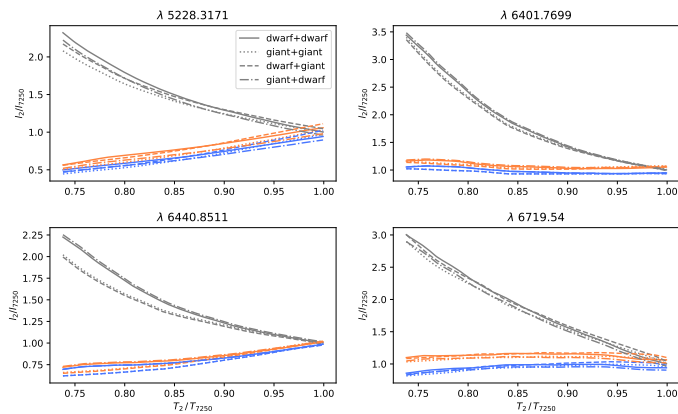 λ 5228.3171
2.0
1.5
1.0
0.5
I₂/I₇₂₅₀
0.75 0.80 0.85 0.90 0.95 1.00
dwarf+dwarf
giant+giant
dwarf+giant
giant+dwarf
λ 6401.7699
3.5
3.0
2.5
2.0
1.5
1.0
I₂/I₇₂₅₀
0.75 0.80 0.85 0.90 0.95 1.00
λ 6440.8511
2.25
2.00
1.75
1.50
1.25
1.00
0.75
I₂/I₇₂₅₀
0.75 0.80 0.85 0.90 0.95 1.00
T₂/T₇₂₅₀
λ 6719.54
3.0
2.5
2.0
1.5
1.0
I₂/I₇₂₅₀
0.75 0.80 0.85 0.90 0.95 1.00
T₂/T₇₂₅₀